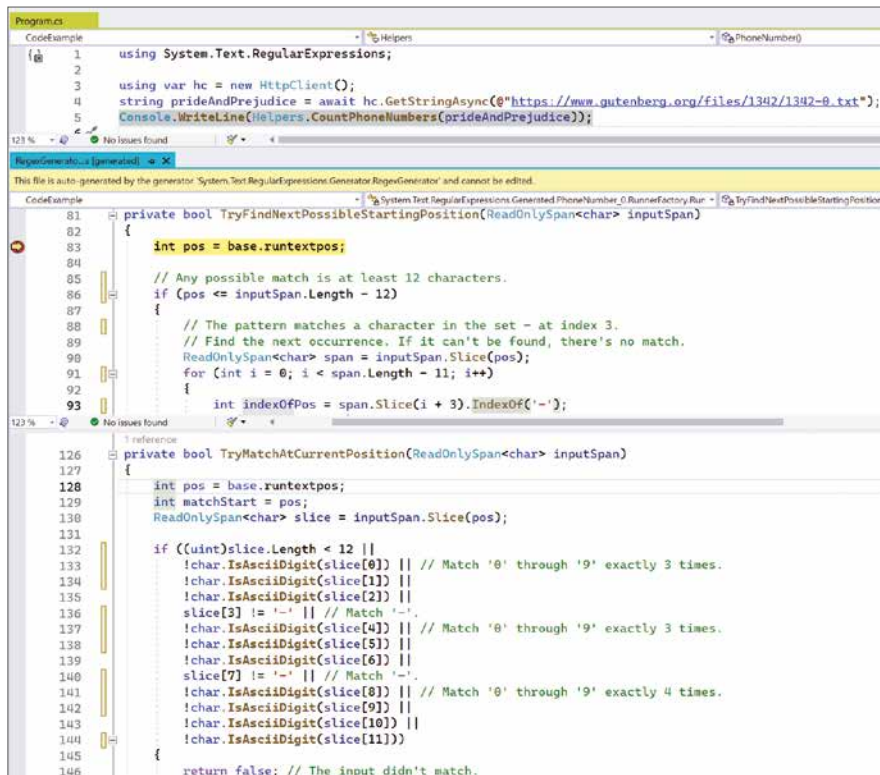 Program.cs
CodeExample Helpers PhoneNumber()
1 using System.Text.RegularExpressions;
2
3 using var hc = new HttpClient();
4 string prideAndPrejudice = await hc.GetStringAsync(@"https://www.gutenberg.org/files/1342/1342-0.txt");
5 Console.WriteLine(Helpers.CountPhoneNumbers(prideAndPrejudice));
123 % No issues found
RegexGenerato...s [generated]
This file is auto-generated by the generator 'System.Text.RegularExpressions.Generator.RegexGenerator' and cannot be edited.
CodeExample System.Text.RegularExpressions.Generated.PhoneNumber_0.RunnerFactory.Run TryFindNextPossibleStartingPosition
81 private bool TryFindNextPossibleStartingPosition(ReadOnlySpan<char> inputSpan)
82 {
83 int pos = base.runtextpos;
84
85 // Any possible match is at least 12 characters.
86 if (pos <= inputSpan.Length - 12)
87 {
88 // The pattern matches a character in the set - at index 3.
89 // Find the next occurrence. If it can't be found, there's no match.
90 ReadOnlySpan<char> span = inputSpan.Slice(pos);
91 for (int i = 0; i < span.Length - 11; i++)
92 {
93 int indexOfPos = span.Slice(i + 3).IndexOf('-');
123 % No issues found
1 reference
126 private bool TryMatchAtCurrentPosition(ReadOnlySpan<char> inputSpan)
127 {
128 int pos = base.runtextpos;
129 int matchStart = pos;
130 ReadOnlySpan<char> slice = inputSpan.Slice(pos);
131
132 if ((uint)slice.Length < 12 ||
133 !char.IsAsciiDigit(slice[0]) || // Match '0' through '9' exactly 3 times.
134 !char.IsAsciiDigit(slice[1]) ||
135 !char.IsAsciiDigit(slice[2]) ||
136 slice[3] != '-' || // Match '-'.
137 !char.IsAsciiDigit(slice[4]) || // Match '0' through '9' exactly 3 times.
138 !char.IsAsciiDigit(slice[5]) ||
139 !char.IsAsciiDigit(slice[6]) ||
140 slice[7] != '-' || // Match '-'.
141 !char.IsAsciiDigit(slice[8]) || // Match '0' through '9' exactly 4 times.
142 !char.IsAsciiDigit(slice[9]) ||
143 !char.IsAsciiDigit(slice[10]) ||
144 !char.IsAsciiDigit(slice[11]))
145 {
146 return false; // The input didn't match.